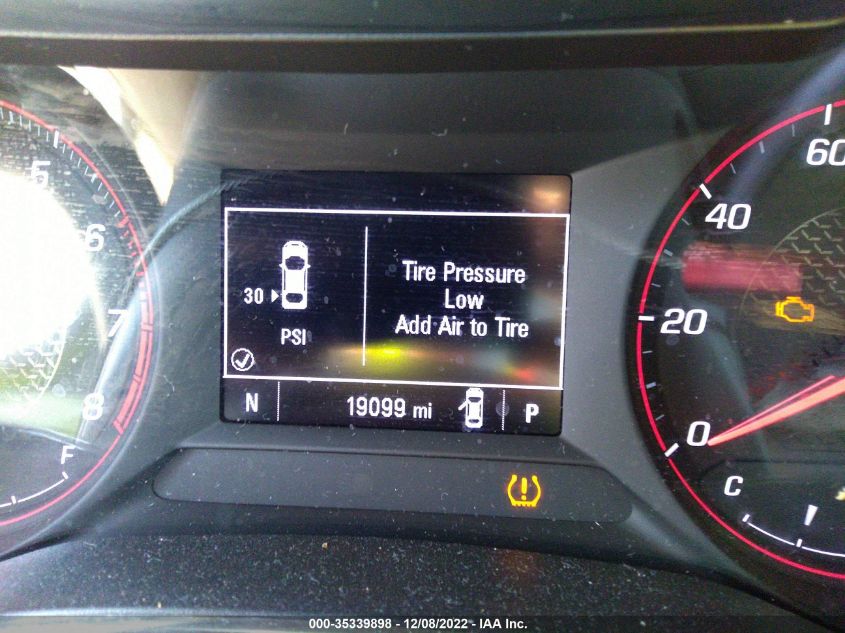 5
6
7
8
F
Tire Pressure
Low
Add Air to Tire
30
PSI
N
19099 mi
P
60
40
20
0
C
000-35339898 - 12/08/2022 - IAA Inc.